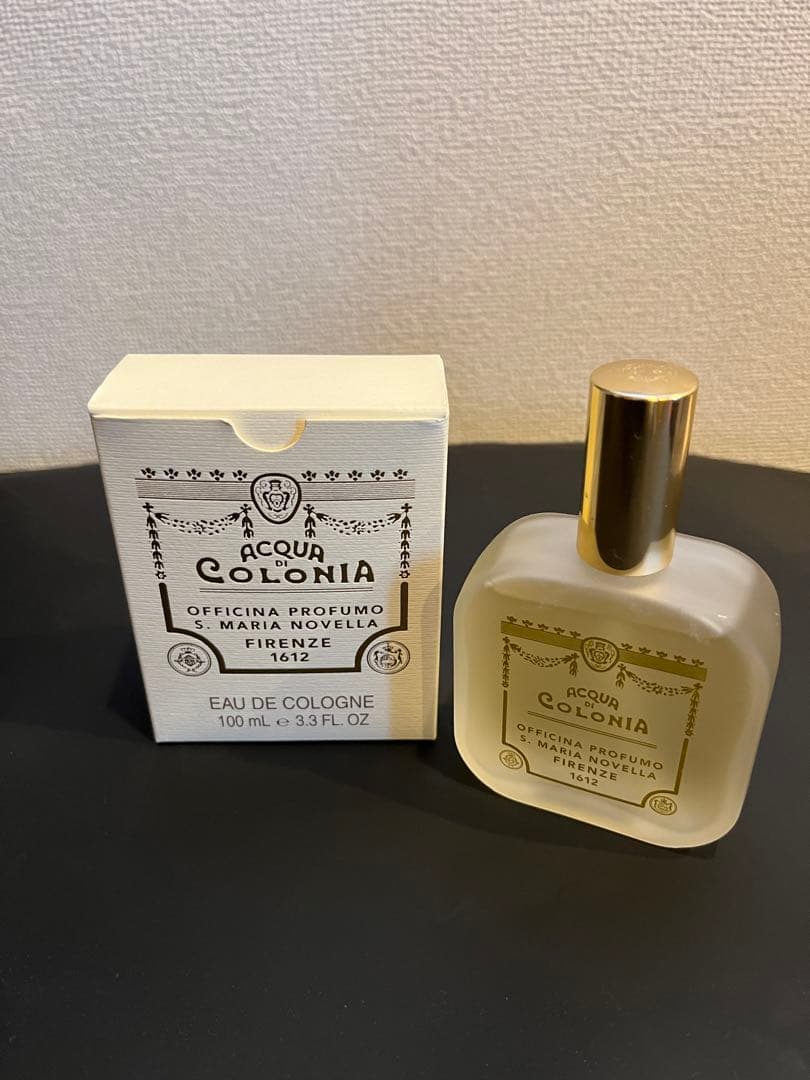 ACQUA
DI
COLONIA
OFFICINA PROFUMO
S. MARIA NOVELLA
FIRENZE
1612
EAU DE COLOGNE
100 mL ℮ 3.3 FL. OZ
ACQUA
DI
COLONIA
OFFICINA PROFUMO
S. MARIA NOVELLA
FIRENZE
1612